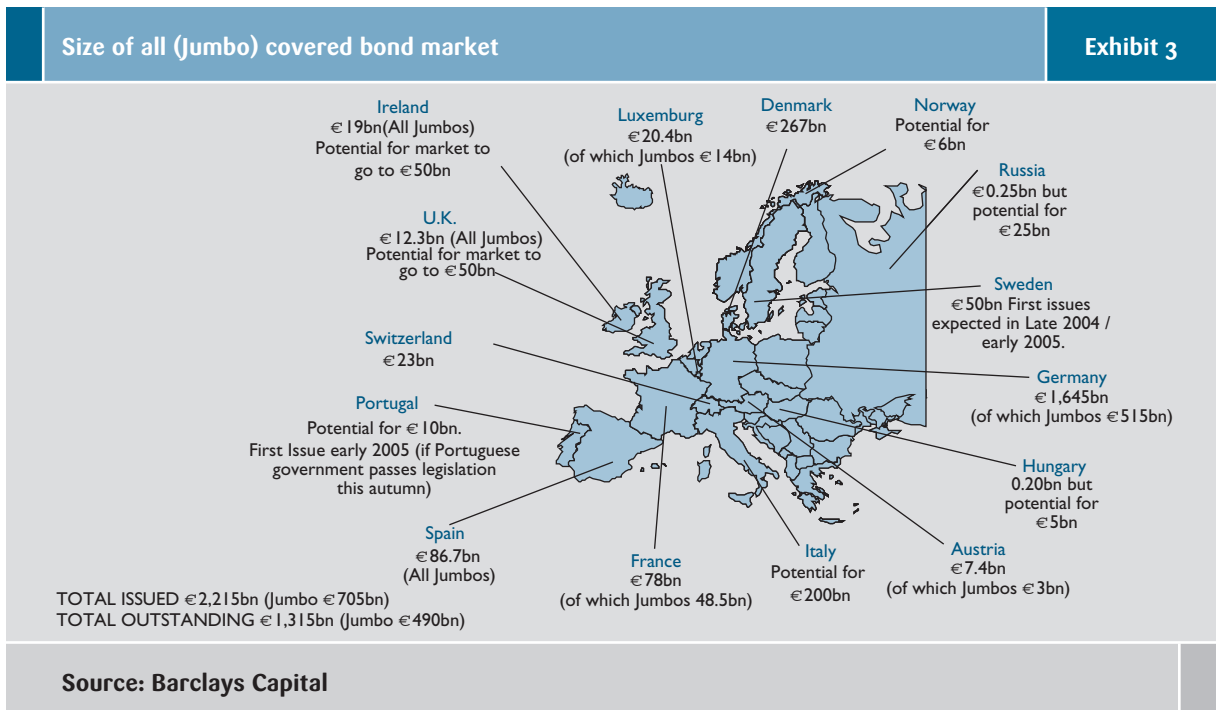 Size of all (Jumbo) covered bond market
Exhibit 3
Ireland
€19bn(All Jumbos)
Potential for market to
go to €50bn
Luxemburg
€20.4bn
(of which Jumbos €14bn)
Denmark
€267bn
Norway
Potential for
€6bn
Russia
€0.25bn but
potential for
€25bn
U.K.
€12.3bn (All Jumbos)
Potential for market to
go to €50bn
Sweden
€50bn First issues
expected in Late 2004 /
early 2005.
Switzerland
€23bn
Germany
€1,645bn
(of which Jumbos €515bn)
Portugal
Potential for €10bn.
First Issue early 2005 (if Portuguese
government passes legislation
this autumn)
Hungary
0.20bn but
potential for
€5bn
Spain
€86.7bn
(All Jumbos)
France
€78bn
(of which Jumbos 48.5bn)
Italy
Potential for
€200bn
Austria
€7.4bn
(of which Jumbos €3bn)
TOTAL ISSUED €2,215bn (Jumbo €705bn)
TOTAL OUTSTANDING €1,315bn (Jumbo €490bn)
Source: Barclays Capital